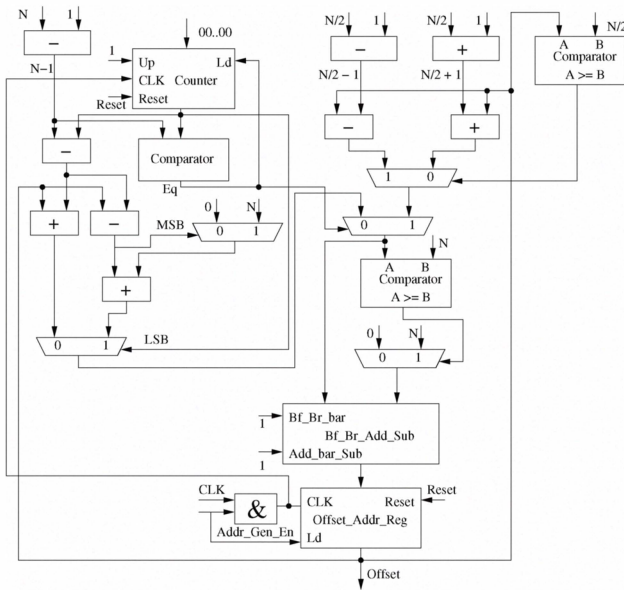 N 1
−
N−1
00..00
1
Up Ld
CLK Counter
Reset
Reset
N/2 1
−
N/2 − 1
N/2 1
+
N/2 + 1
N/2
A B
Comparator
A >= B
−
Comparator
Eq
− +
1 0
+ −
MSB
0 N
0 1
0 1
+
N
A B
Comparator
A >= B
LSB
0 1
0 N
0 1
1
Bf_Br_bar
Bf_Br_Add_Sub
Add_bar_Sub
1
CLK
&
Addr_Gen_En
CLK Reset
Offset_Addr_Reg
Ld
Reset
Offset